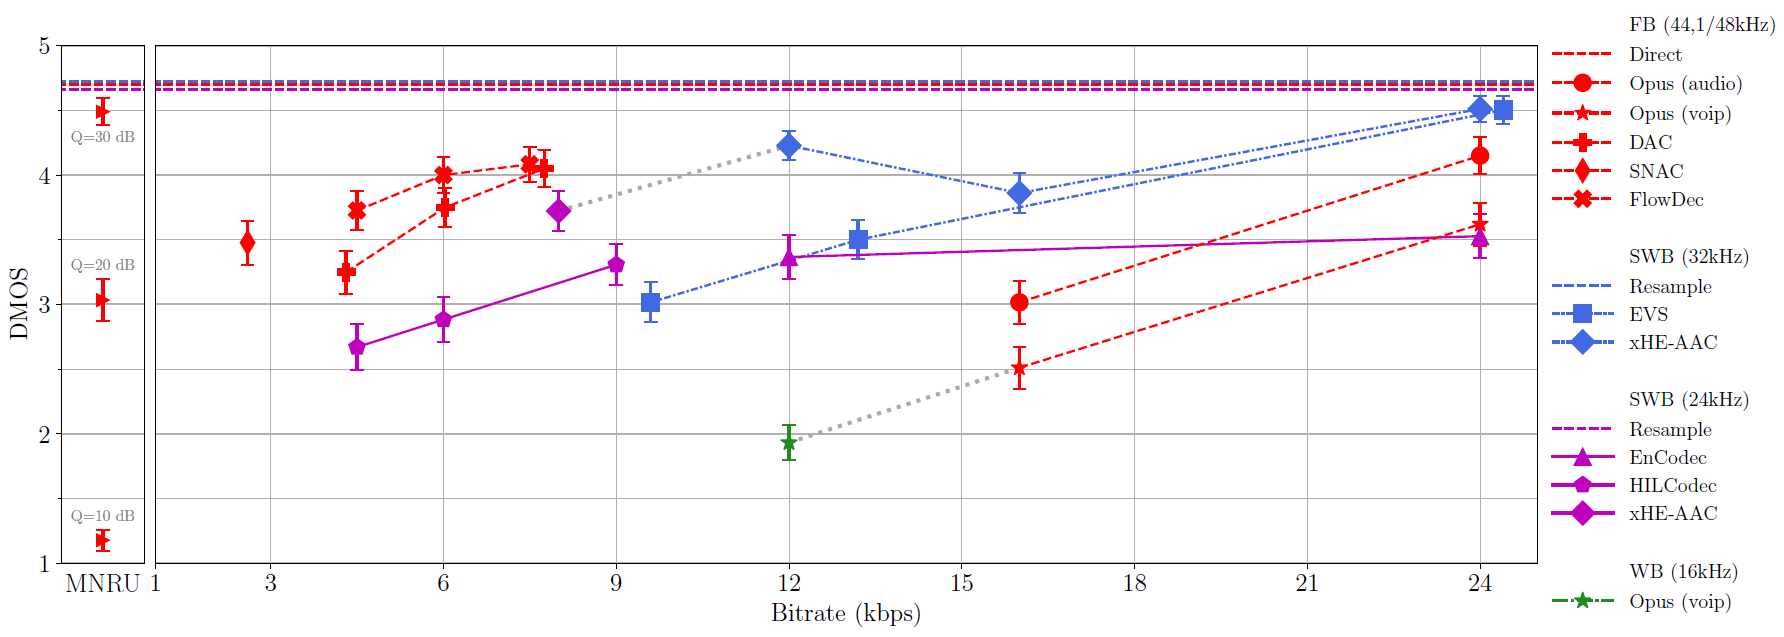 5
4
3
2
1
DMOS
Q=30 dB
Q=20 dB
Q=10 dB
MNRU
1 3 6 9 12 15 18 21 24
Bitrate (kbps)
FB (44,1/48kHz)
Direct
Opus (audio)
Opus (voip)
DAC
SNAC
FlowDec
SWB (32kHz)
Resample
EVS
xHE-AAC
SWB (24kHz)
Resample
EnCodec
HILCodec
xHE-AAC
WB (16kHz)
Opus (voip)